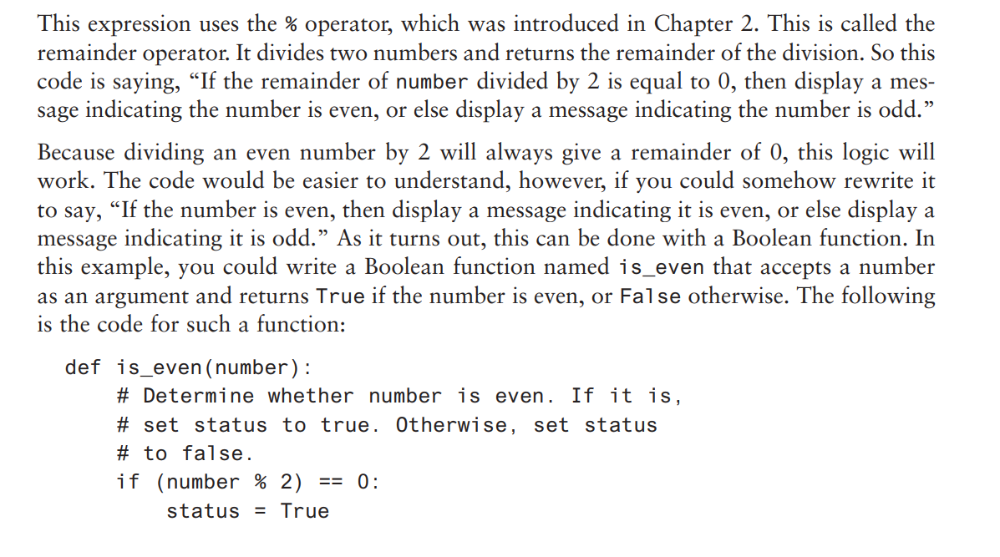 This expression uses the % operator, which was introduced in Chapter 2. This is called the
remainder operator. It divides two numbers and returns the remainder of the division. So this
code is saying, “If the remainder of number divided by 2 is equal to 0, then display a mes-
sage indicating the number is even, or else display a message indicating the number is odd.”
Because dividing an even number by 2 will always give a remainder of 0, this logic will
work. The code would be easier to understand, however, if you could somehow rewrite it
to say, “If the number is even, then display a message indicating it is even, or else display a
message indicating it is odd.” As it turns out, this can be done with a Boolean function. In
this example, you could write a Boolean function named is_even that accepts a number
as an argument and returns True if the number is even, or False otherwise. The following
is the code for such a function:
def is_even(number):
    # Determine whether number is even. If it is,
    # set status to true. Otherwise, set status
    # to false.
    if (number % 2) == 0:
        status = True